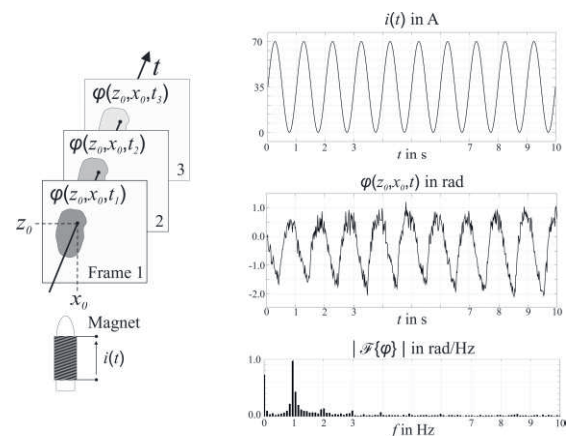 t
φ(z₀,x₀,t₃)
φ(z₀,x₀,t₂)
3
φ(z₀,x₀,t₁)
2
z₀
Frame 1
x₀
Magnet
i(t)
i(t) in A
70
35
0
0 1 2 3 4 5 7 8 9 10
t in s
φ(z₀,x₀,t) in rad
1.0
0.0
-1.0
-2.0
0 1 2 3 4 5 7 8 9 10
t in s
| ℱ{φ} | in rad/Hz
1.0
0.0
0 1 2 3 4 5 7 8 9 10
f in Hz